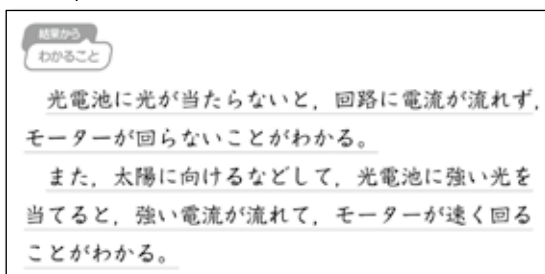 結果から
わかること
光電池に光が当たらないと，回路に電流が流れず，
モーターが回らないことがわかる。
また，太陽に向けるなどして，光電池に強い光を
当てると，強い電流が流れて，モーターが速く回る
ことがわかる。